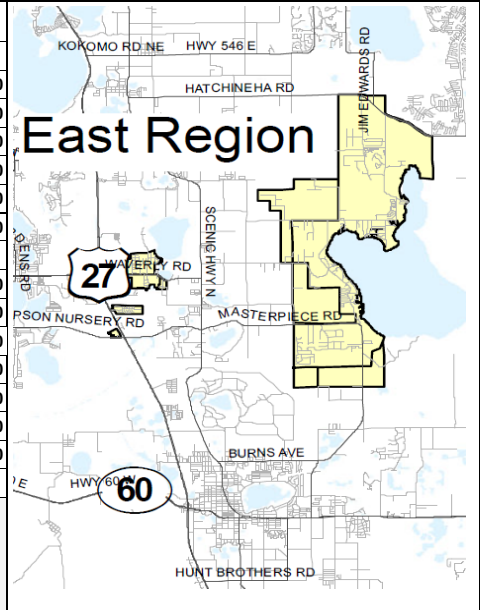 KOKOMO RD NE
HWY 546 E
JIM EDWARDS RD
HATCHINEHA RD
East Region
SCENIC HWY N
DENS RD
WAVERLY RD
27
PSON NURSERY RD
MASTERPIECE RD
BURNS AVE
E
HWY 60 W
60
HUNT BROTHERS RD